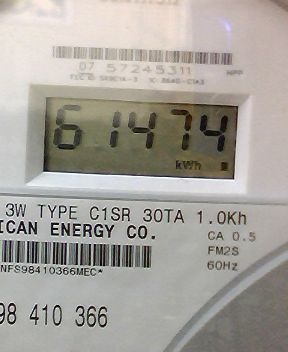 07 57245311 MPP
61474
kWh
3W TYPE C1SR 30TA 1.0Kh
ICAN ENERGY CO. CA 0.5
FM2S
NFS98410366MEC* 60Hz
98 410 366